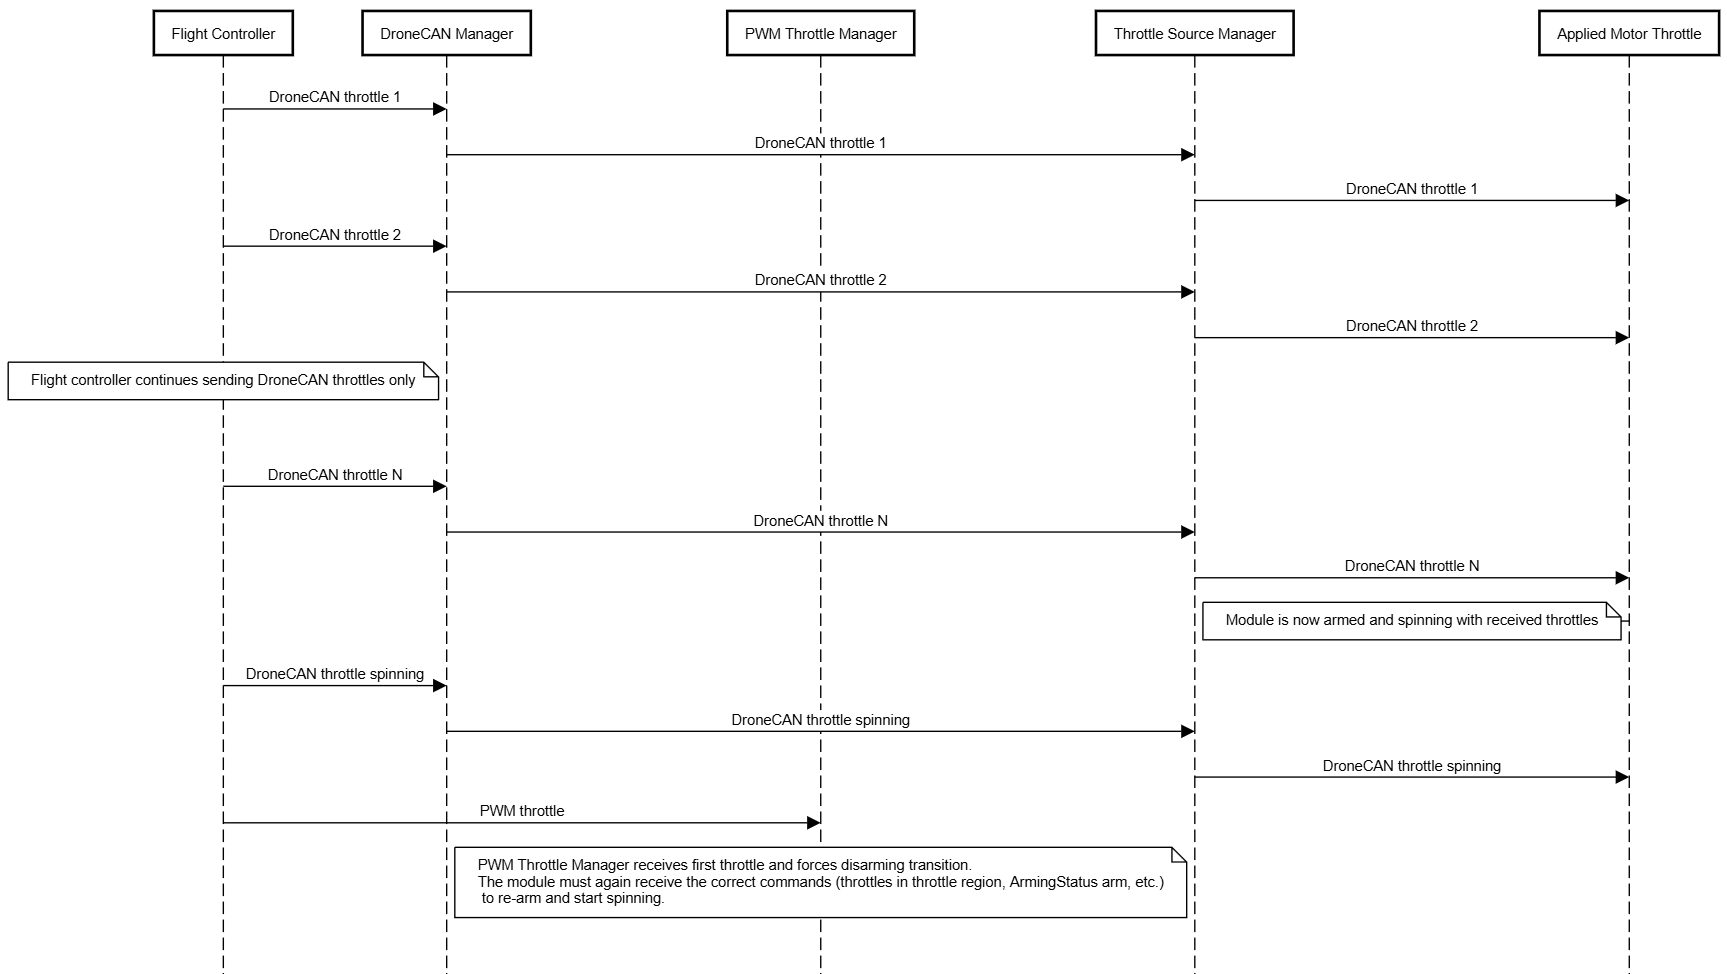 Flight Controller
DroneCAN Manager
PWM Throttle Manager
Throttle Source Manager
Applied Motor Throttle
DroneCAN throttle 1
DroneCAN throttle 1
DroneCAN throttle 1
DroneCAN throttle 2
DroneCAN throttle 2
DroneCAN throttle 2
Flight controller continues sending DroneCAN throttles only
DroneCAN throttle N
DroneCAN throttle N
DroneCAN throttle N
Module is now armed and spinning with received throttles
DroneCAN throttle spinning
DroneCAN throttle spinning
DroneCAN throttle spinning
PWM throttle
PWM Throttle Manager receives first throttle and forces disarming transition.
The module must again receive the correct commands (throttles in throttle region, ArmingStatus arm, etc.)
to re-arm and start spinning.